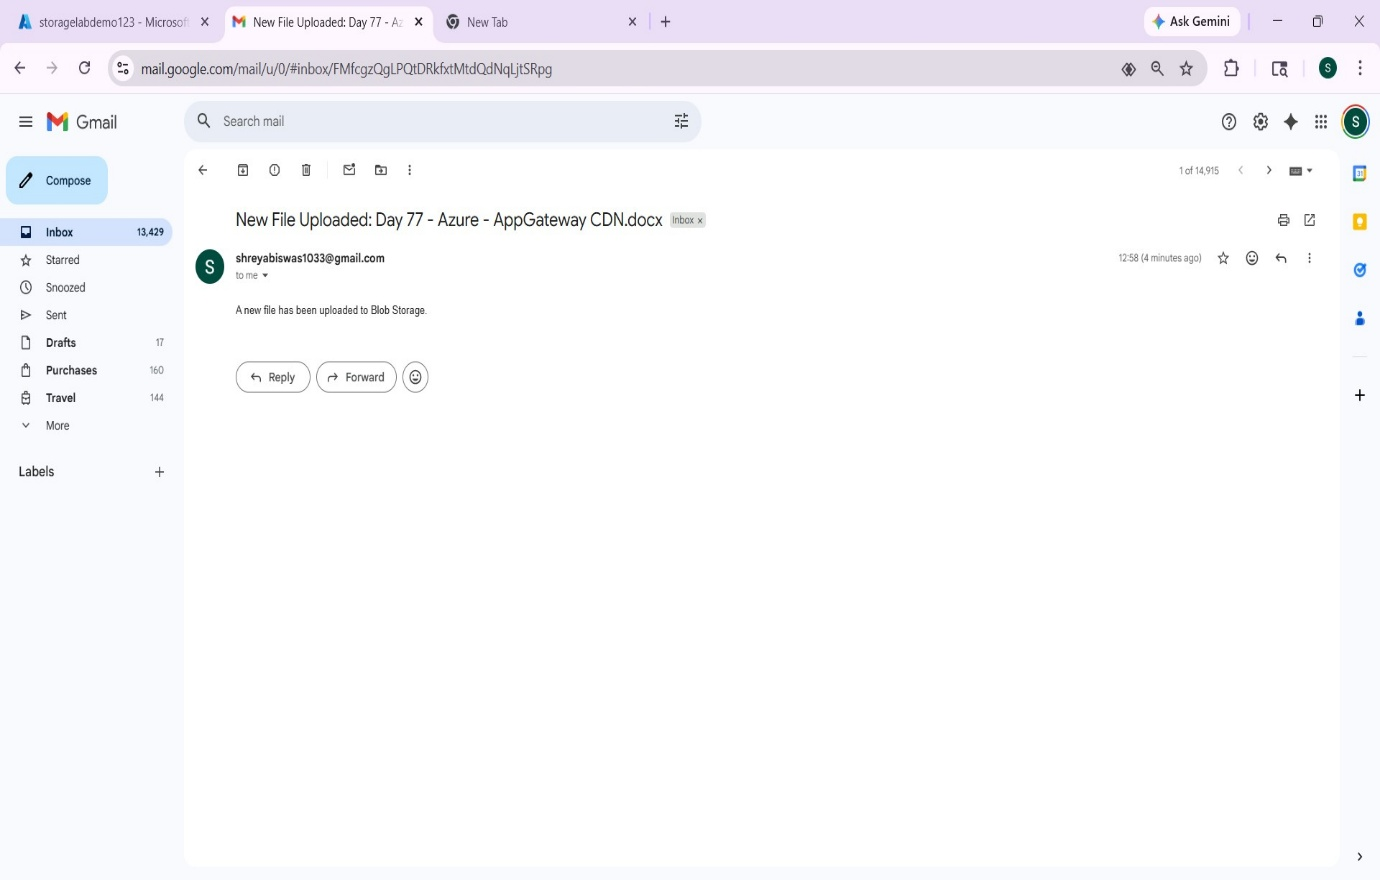 storagelabdemo123 - Microsoft
New File Uploaded: Day 77 - Az
New Tab
Ask Gemini
mail.google.com/mail/u/0/#inbox/FMfcgzQgLPQtDRkfxtMtdQdNqLjtSRpg
S
Gmail
Search mail
S
Compose
1 of 14,915
31
Inbox 13,429
Starred
Snoozed
Sent
Drafts 17
Purchases 160
Travel 144
More
Labels
New File Uploaded: Day 77 - Azure - AppGateway CDN.docx Inbox x
S
shreyabiswas1033@gmail.com
to me
12:58 (4 minutes ago)
A new file has been uploaded to Blob Storage.
Reply
Forward